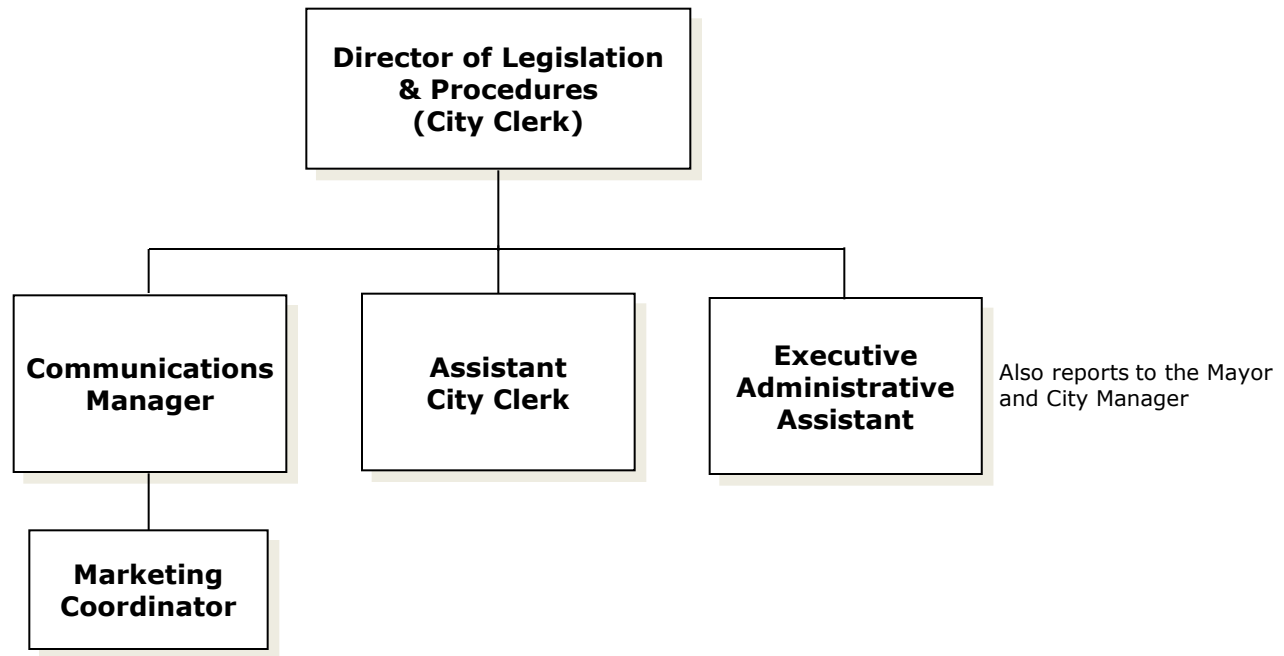 Director of Legislation
& Procedures
(City Clerk)
Communications
Manager
Assistant
City Clerk
Executive
Administrative
Assistant
Also reports to the Mayor
and City Manager
Marketing
Coordinator